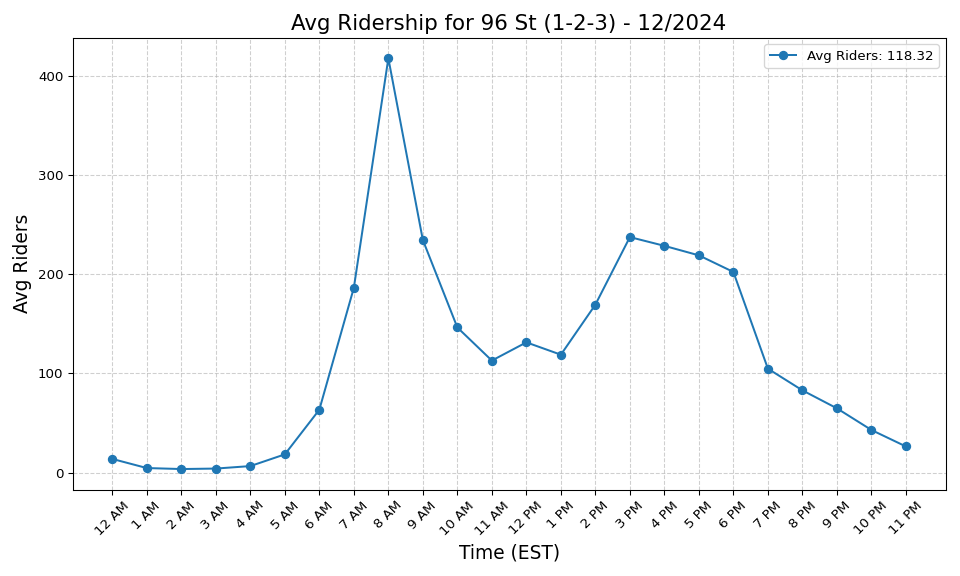 Avg Ridership for 96 St (1-2-3) - 12/2024
Avg Riders: 118.32
Avg Riders
400
300
200
100
0
12 AM
1 AM
2 AM
3 AM
4 AM
5 AM
6 AM
7 AM
8 AM
9 AM
10 AM
11 AM
12 PM
1 PM
2 PM
3 PM
4 PM
5 PM
6 PM
7 PM
8 PM
9 PM
10 PM
11 PM
Time (EST)